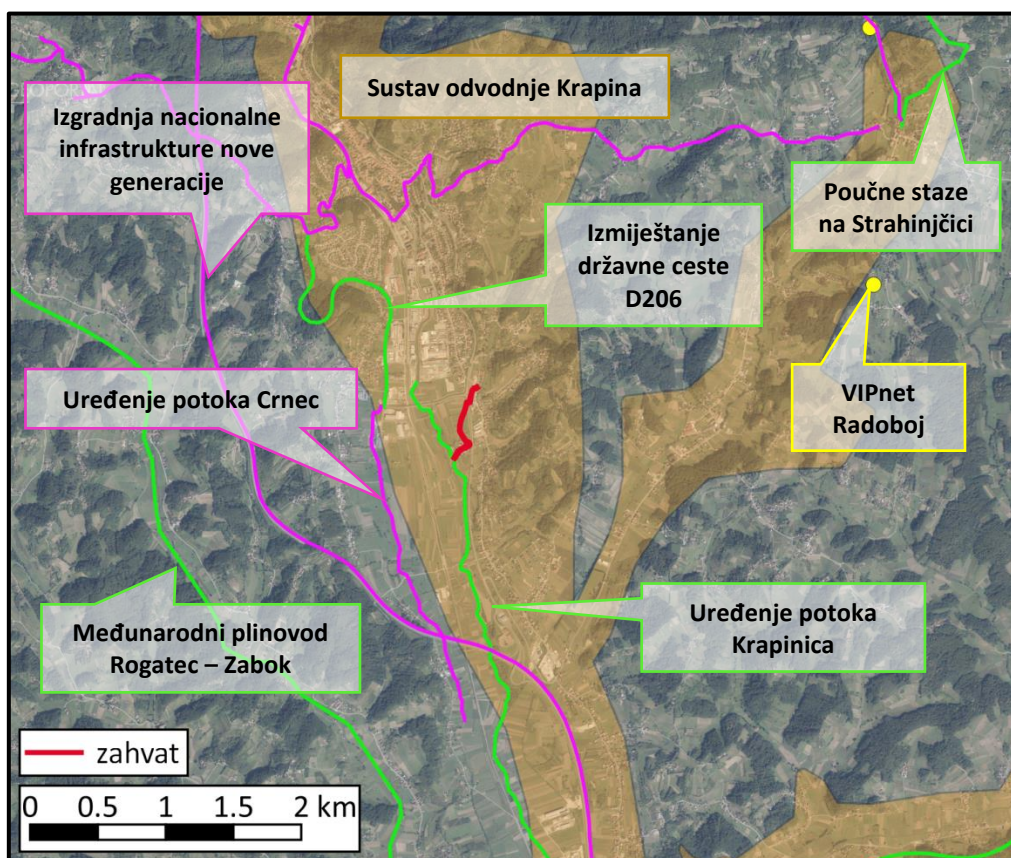 Sustav odvodnje Krapina
Izgradnja nacionalne
infrastrukture nove
generacije
Poučne staze
na Strahinjčici
Izmiještanje
državne ceste
D206
Uređenje potoka Crnec
VIPnet
Radoboj
Međunarodni plinovod
Rogatec – Zabok
Uređenje potoka
Krapinica
zahvat
0 0.5 1 1.5 2 km